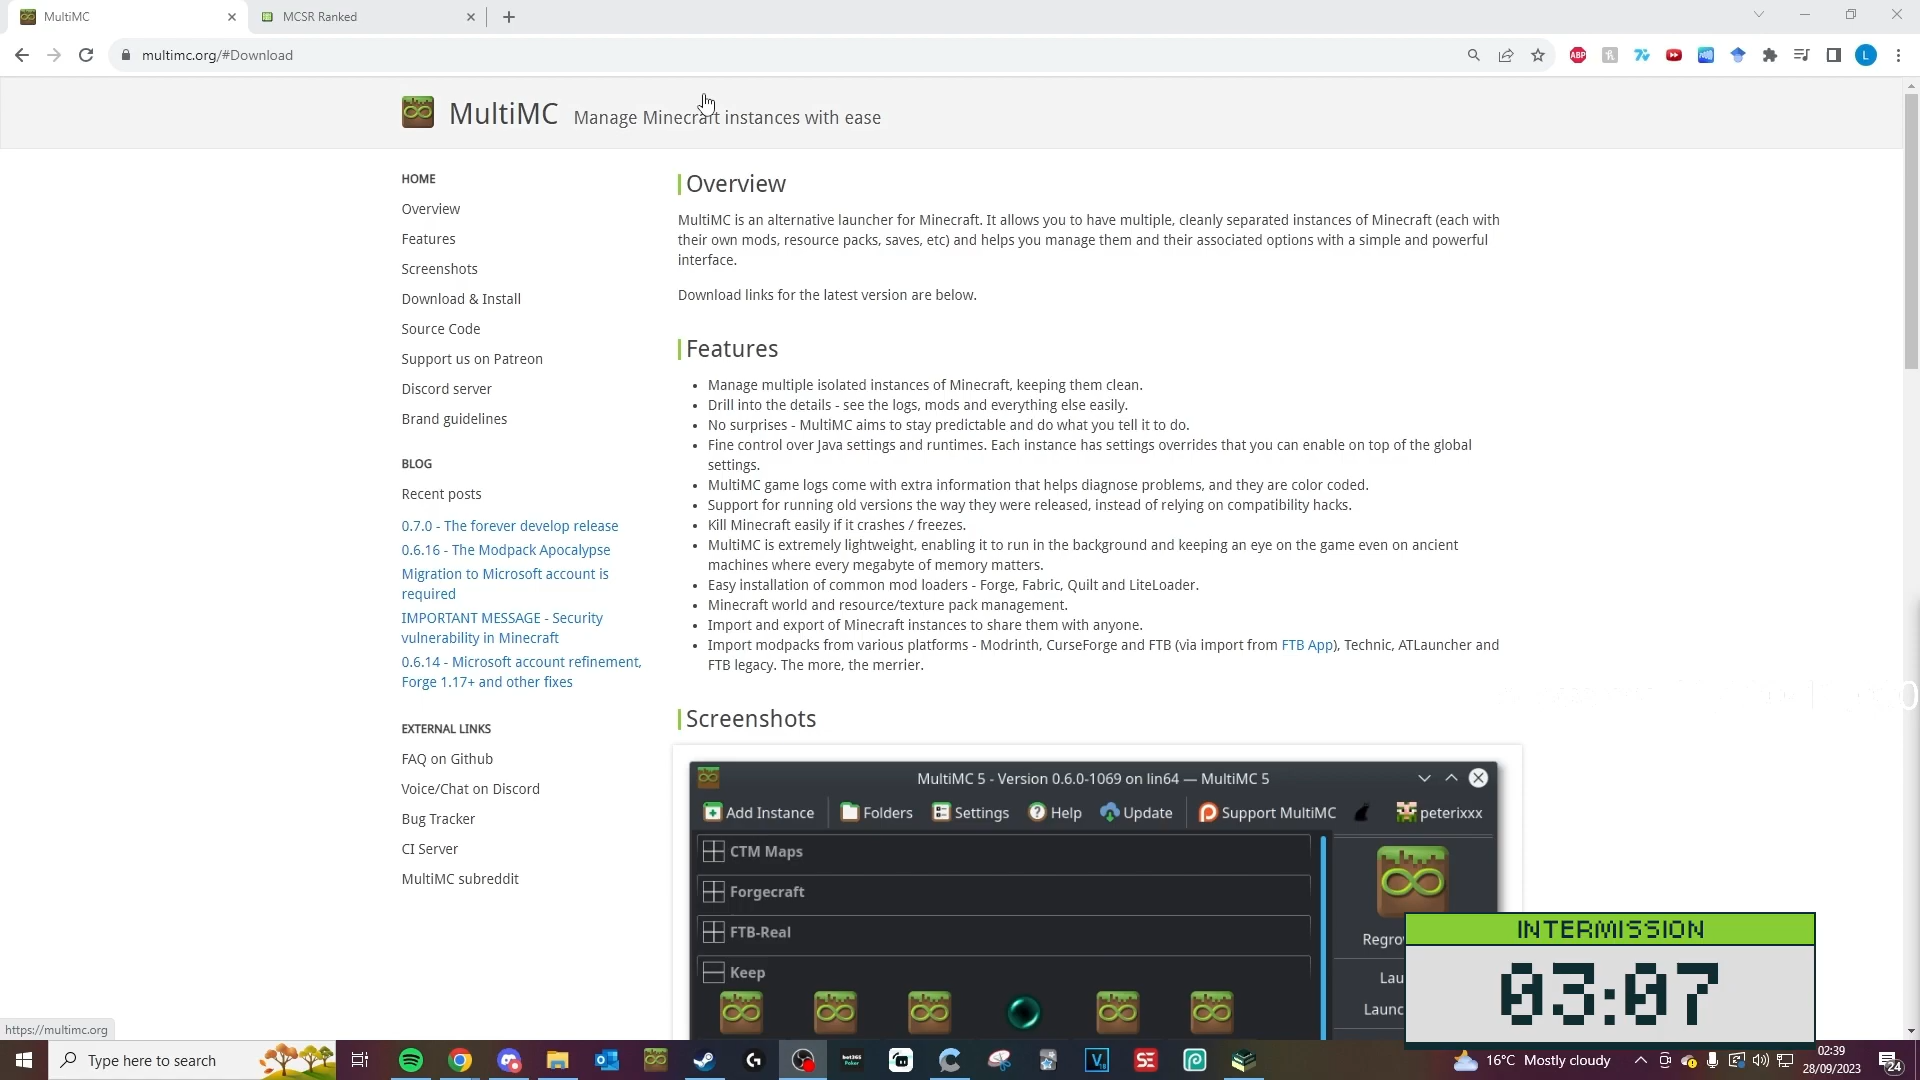 MultiMC
MCSR Ranked
multimc.org/#Download
MultiMC Manage Minecraft instances with ease
HOME
Overview
Features
Screenshots
Download & Install
Source Code
Support us on Patreon
Discord server
Brand guidelines
BLOG
Recent posts
0.7.0 - The forever develop release
0.6.16 - The Modpack Apocalypse
Migration to Microsoft account is
required
IMPORTANT MESSAGE - Security
vulnerability in Minecraft
0.6.14 - Microsoft account refinement,
Forge 1.17+ and other fixes
EXTERNAL LINKS
FAQ on Github
Voice/Chat on Discord
Bug Tracker
CI Server
MultiMC subreddit
Overview
MultiMC is an alternative launcher for Minecraft. It allows you to have multiple, cleanly separated instances of Minecraft (each with
their own mods, resource packs, saves, etc) and helps you manage them and their associated options with a simple and powerful
interface.
Download links for the latest version are below.
Features
Manage multiple isolated instances of Minecraft, keeping them clean.
Drill into the details - see the logs, mods and everything else easily.
No surprises - MultiMC aims to stay predictable and do what you tell it to do.
Fine control over Java settings and runtimes. Each instance has settings overrides that you can enable on top of the global
settings.
MultiMC game logs come with extra information that helps diagnose problems, and they are color coded.
Support for running old versions the way they were released, instead of relying on compatibility hacks.
Kill Minecraft easily if it crashes / freezes.
MultiMC is extremely lightweight, enabling it to run in the background and keeping an eye on the game even on ancient
machines where every megabyte of memory matters.
Easy installation of common mod loaders - Forge, Fabric, Quilt and LiteLoader.
Minecraft world and resource/texture pack management.
Import and export of Minecraft instances to share them with anyone.
Import modpacks from various platforms - Modrinth, CurseForge and FTB (via import from FTB App), Technic, ATLauncher and
FTB legacy. The more, the merrier.
Screenshots
MultiMC 5 - Version 0.6.0-1069 on lin64 — MultiMC 5
Add Instance Folders Settings Help Update Support MultiMC peterixxx
CTM Maps
Forgecraft
FTB-Real
Keep
Regro
Lau
Launc
INTERMISSION
03:07
https://multimc.org
Type here to search
16°C Mostly cloudy
02:39
28/09/2023
24
ABP
L